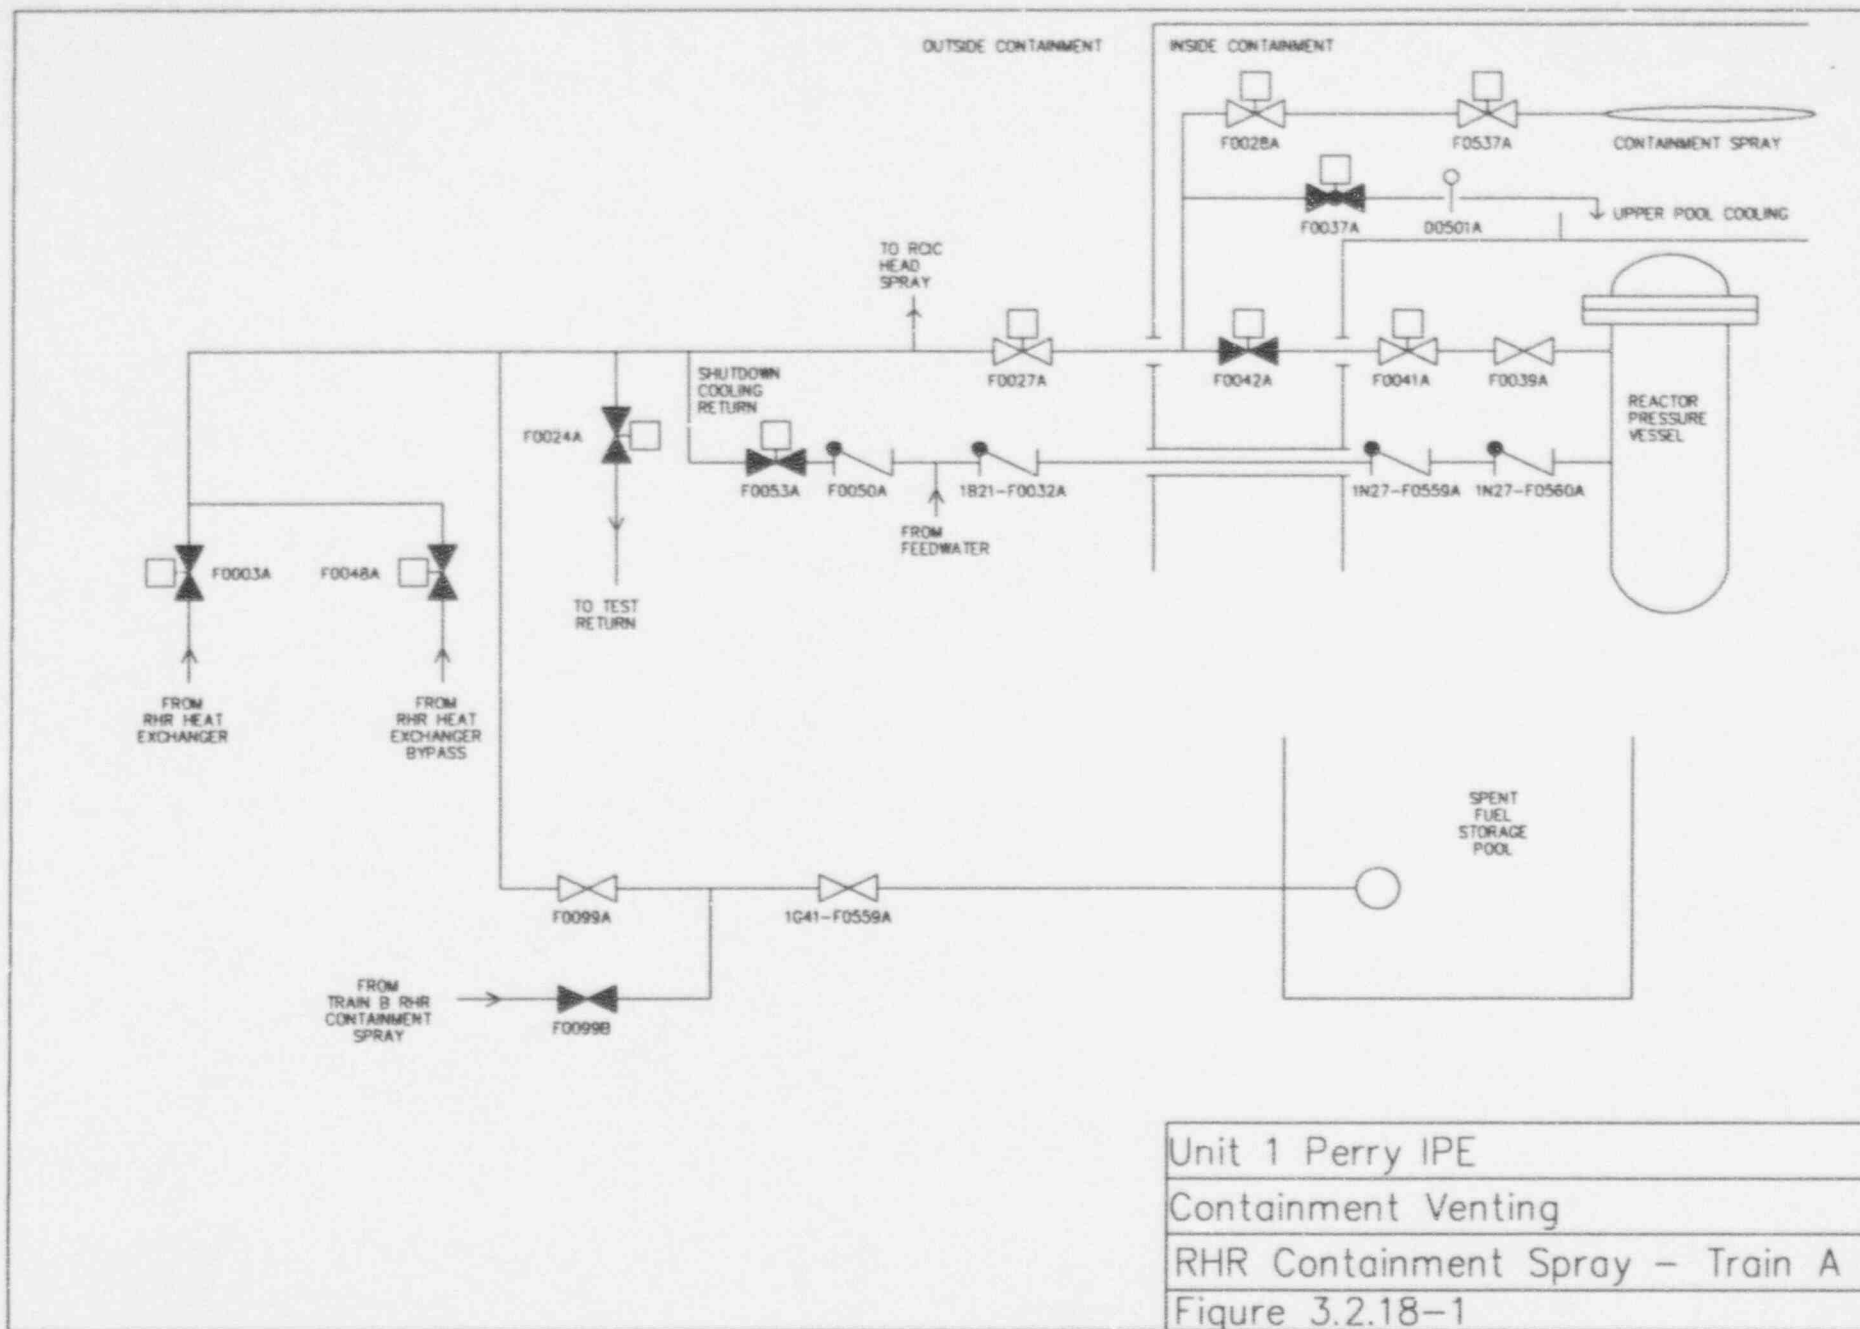 OUTSIDE CONTAINMENT
INSIDE CONTAINMENT
F0028A
F0537A
CONTAINMENT SPRAY
F0037A
D0501A
UPPER POOL COOLING
TO RCIC
HEAD
SPRAY
F0027A
F0042A
F0041A
F0039A
SHUTDOWN
COOLING
RETURN
REACTOR
PRESSURE
VESSEL
F0024A
F0053A
F0050A
1B21-F0032A
1N27-F0559A
1N27-F0560A
FROM
FEEDWATER
F0003A
F0048A
TO TEST
RETURN
FROM
RHR HEAT
EXCHANGER
FROM
RHR HEAT
EXCHANGER
BYPASS
SPENT
FUEL
STORAGE
POOL
F0099A
1G41-F0559A
FROM
TRAIN B RHR
CONTAINMENT
SPRAY
F0099B
Unit 1 Perry IPE
Containment Venting
RHR Containment Spray - Train A
Figure 3.2.18-1